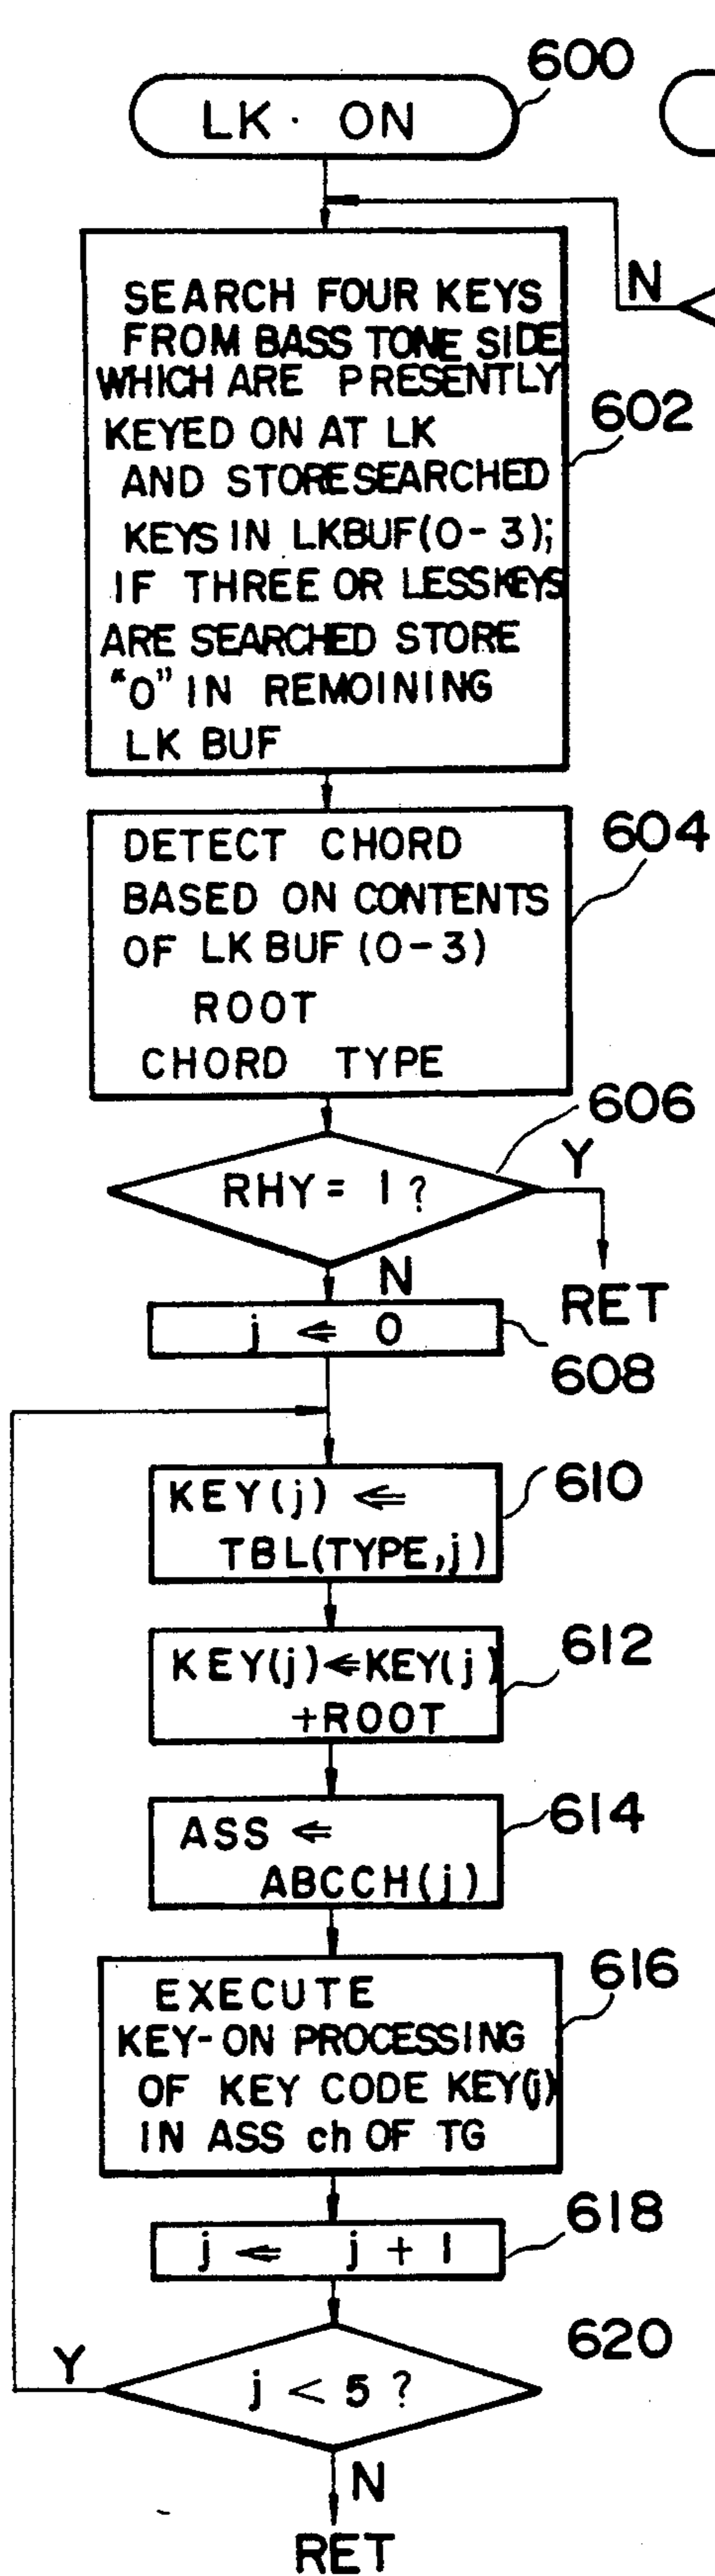 600
LK · ON
N
SEARCH FOUR KEYS
FROM BASS TONE SIDE
WHICH ARE PRESENTLY
KEYED ON AT LK
602
AND STORE SEARCHED
KEYS IN LKBUF(0-3);
IF THREE OR LESS KEYS
ARE SEARCHED STORE
"0" IN REMOINING
LK BUF
604
DETECT CHORD
BASED ON CONTENTS
OF LK BUF (0-3)
ROOT
CHORD TYPE
606
RHY = 1 ?
Y
N
RET
j ⇐ 0
608
610
KEY(j) ⇐
TBL(TYPE,j)
612
KEY(j)⇐KEY(j)
+ROOT
614
ASS ⇐
ABCCH(j)
616
EXECUTE
KEY-ON PROCESSING
OF KEY CODE KEY(j)
IN ASS ch OF TG
618
j ⇐ j + 1
620
Y
j < 5 ?
N
RET